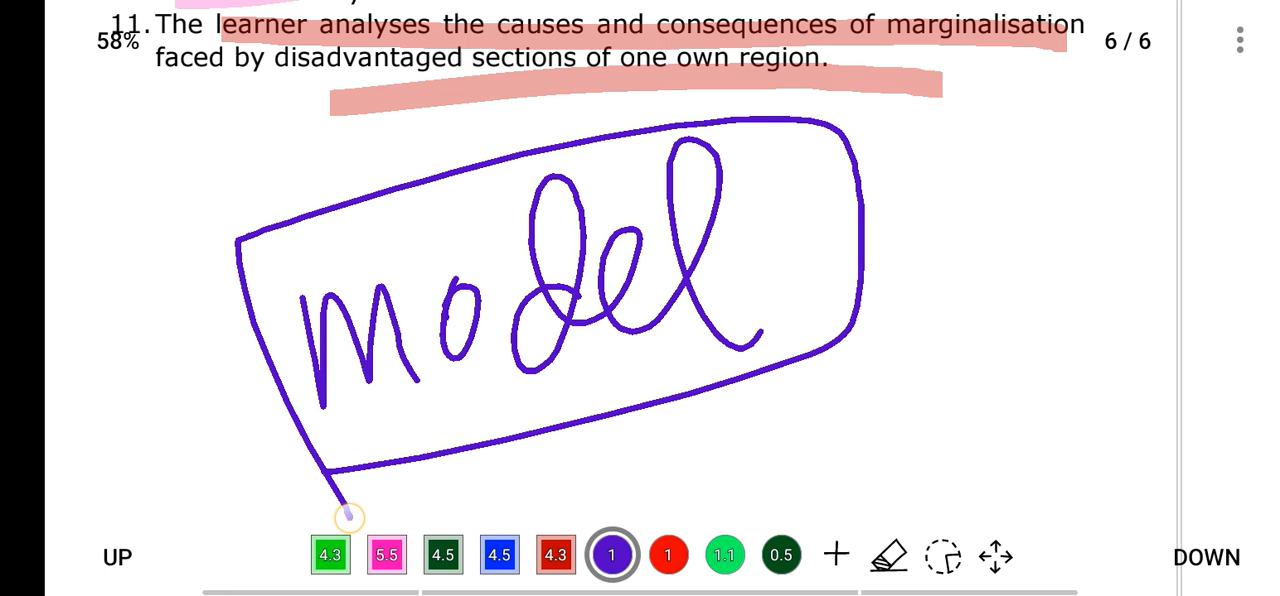 11. The learner analyses the causes and consequences of marginalisation
58%
6 / 6
faced by disadvantaged sections of one own region.
Model
4.3 5.5 4.5 4.5 4.3 1 1 1.1 0.5
UP
DOWN